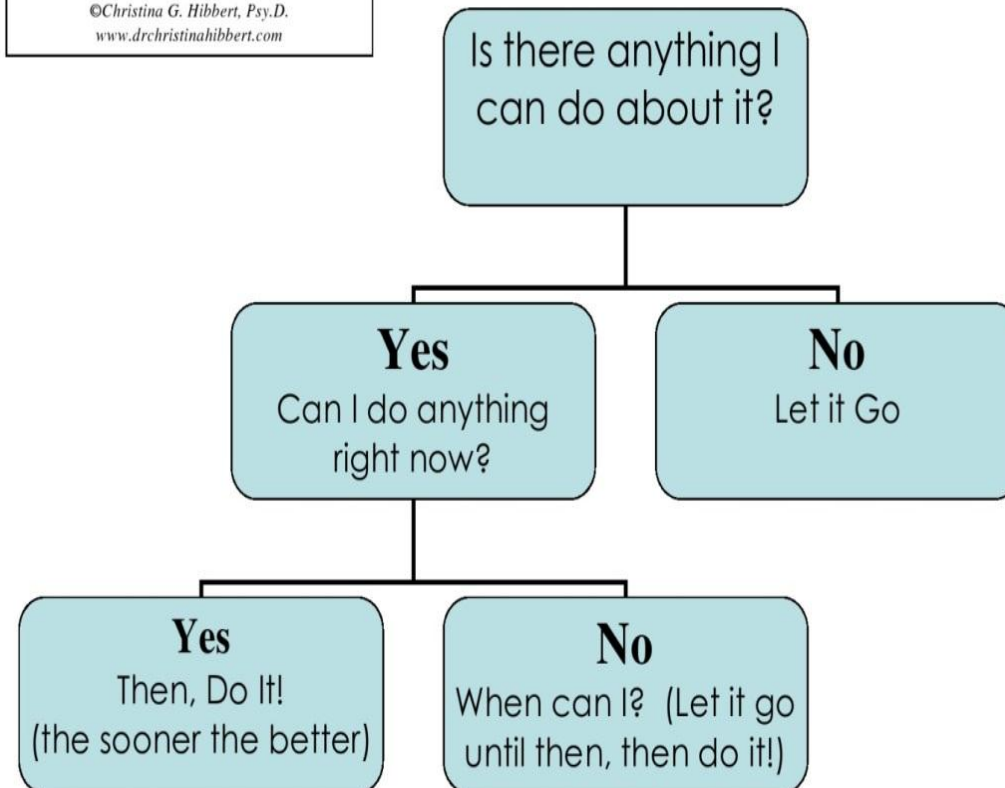 ©Christina G. Hibbert, Psy.D.
www.drchristinahibbert.com
Is there anything I
can do about it?
Yes
Can I do anything
right now?
No
Let it Go
Yes
Then, Do It!
(the sooner the better)
No
When can I?  (Let it go
until then, then do it!)